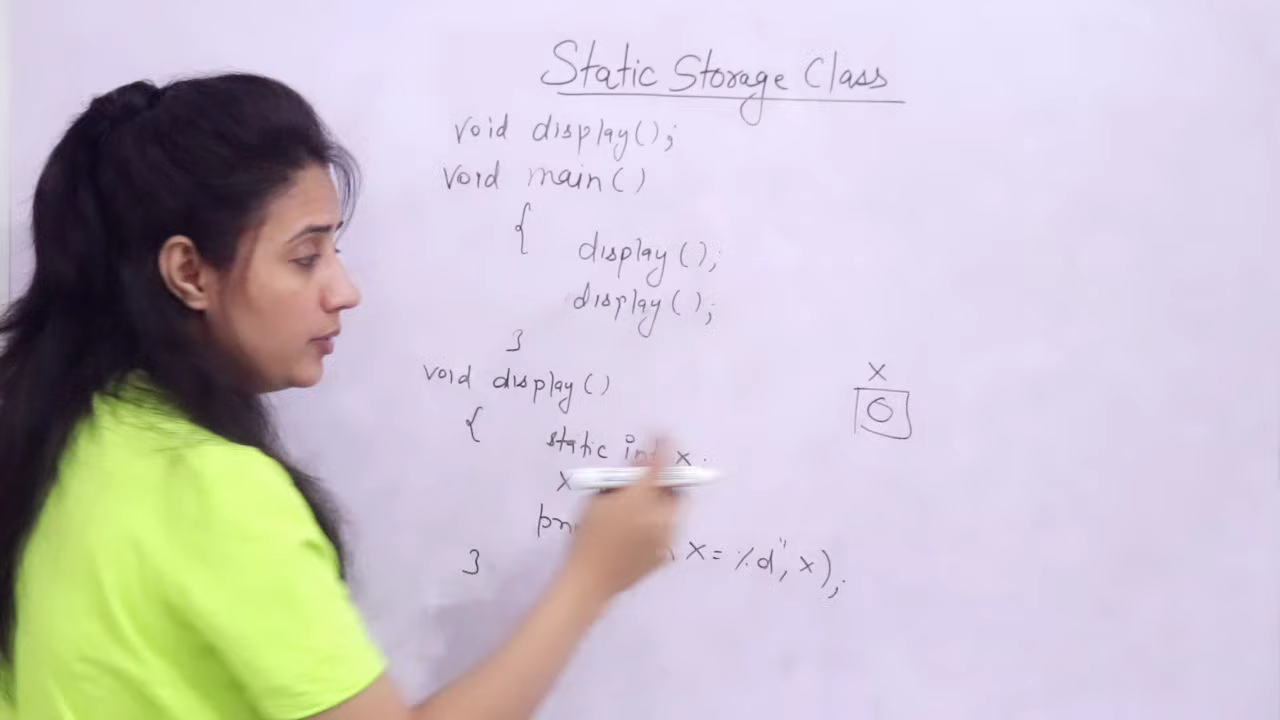 Static Storage Class
void display();
void main()
{
display();
display();
}
void display()
{
static int x
x
X
0
X= %d", x);
}